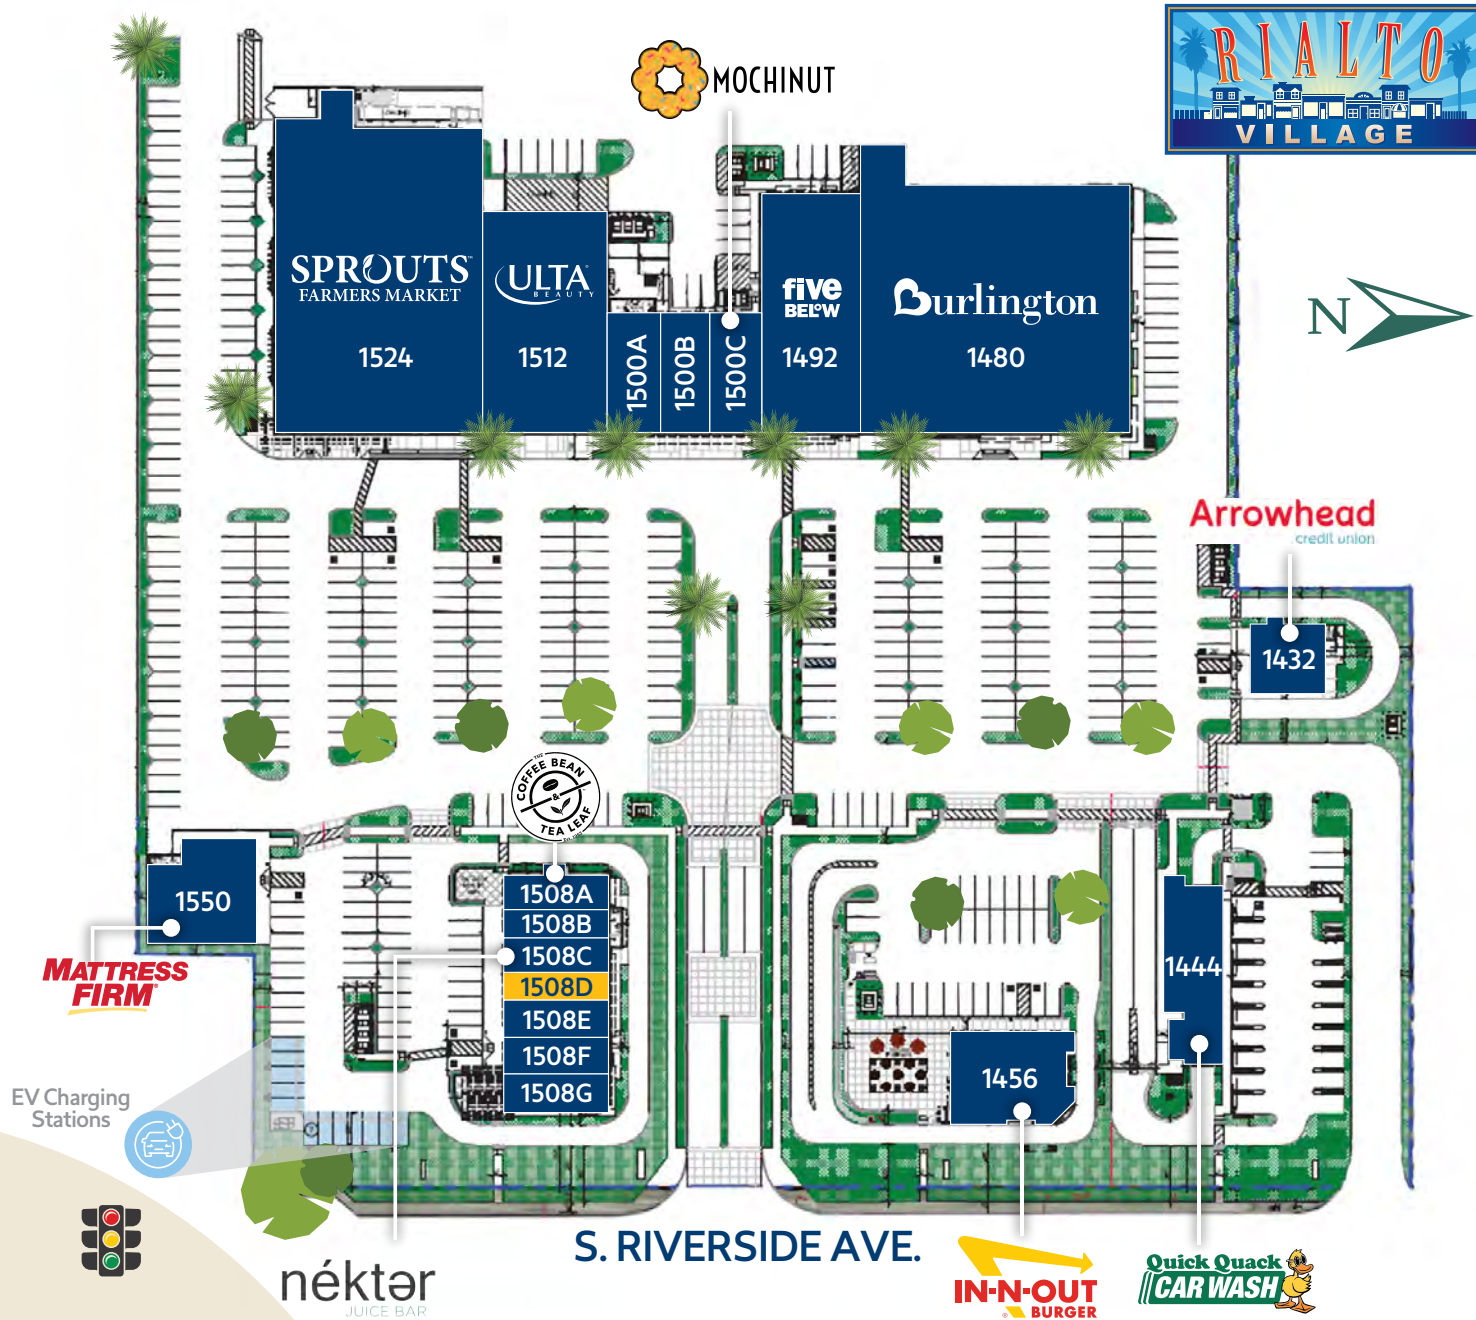 RIALTO
VILLAGE
MOCHINUT
SPROUTS
FARMERS MARKET
1524
ULTA
BEAUTY
1512
1500A
1500B
1500C
five
BELOW
1492
Burlington
1480
N
Arrowhead
credit union
1432
THE
COFFEE BEAN
&
TEA LEAF
1550
MATTRESS
FIRM
1508A
1508B
1508C
1508D
1508E
1508F
1508G
1444
1456
EV Charging
Stations
S. RIVERSIDE AVE.
néktər
JUICE BAR
IN-N-OUT
BURGER
Quick Quack
CAR WASH